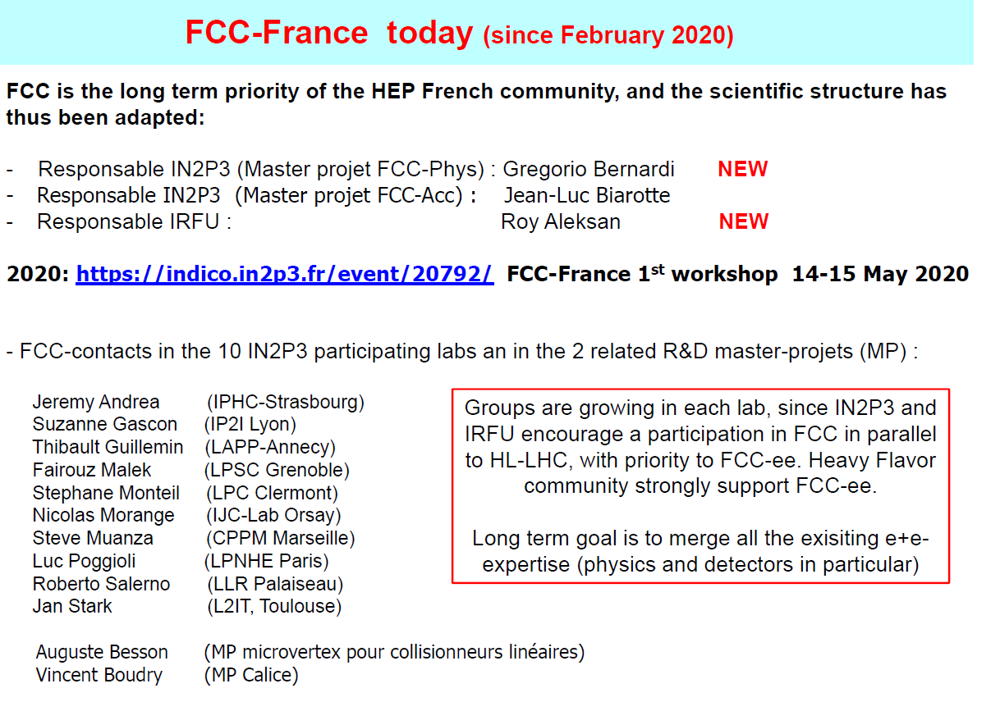 FCC-France today (since February 2020)
FCC is the long term priority of the HEP French community, and the scientific structure has
thus been adapted:
- Responsable IN2P3 (Master projet FCC-Phys) : Gregorio Bernardi NEW
- Responsable IN2P3 (Master projet FCC-Acc) : Jean-Luc Biarotte
- Responsable IRFU : Roy Aleksan NEW
2020: https://indico.in2p3.fr/event/20792/ FCC-France 1st workshop 14-15 May 2020
- FCC-contacts in the 10 IN2P3 participating labs an in the 2 related R&D master-projets (MP) :
Jeremy Andrea (IPHC-Strasbourg)
Suzanne Gascon (IP2I Lyon)
Thibault Guillemin (LAPP-Annecy)
Fairouz Malek (LPSC Grenoble)
Stephane Monteil (LPC Clermont)
Nicolas Morange (IJC-Lab Orsay)
Steve Muanza (CPPM Marseille)
Luc Poggioli (LPNHE Paris)
Roberto Salerno (LLR Palaiseau)
Jan Stark (L2IT, Toulouse)
Auguste Besson (MP microvertex pour collisionneurs linéaires)
Vincent Boudry (MP Calice)
Groups are growing in each lab, since IN2P3 and
IRFU encourage a participation in FCC in parallel
to HL-LHC, with priority to FCC-ee. Heavy Flavor
community strongly support FCC-ee.
Long term goal is to merge all the exisiting e+e-
expertise (physics and detectors in particular)